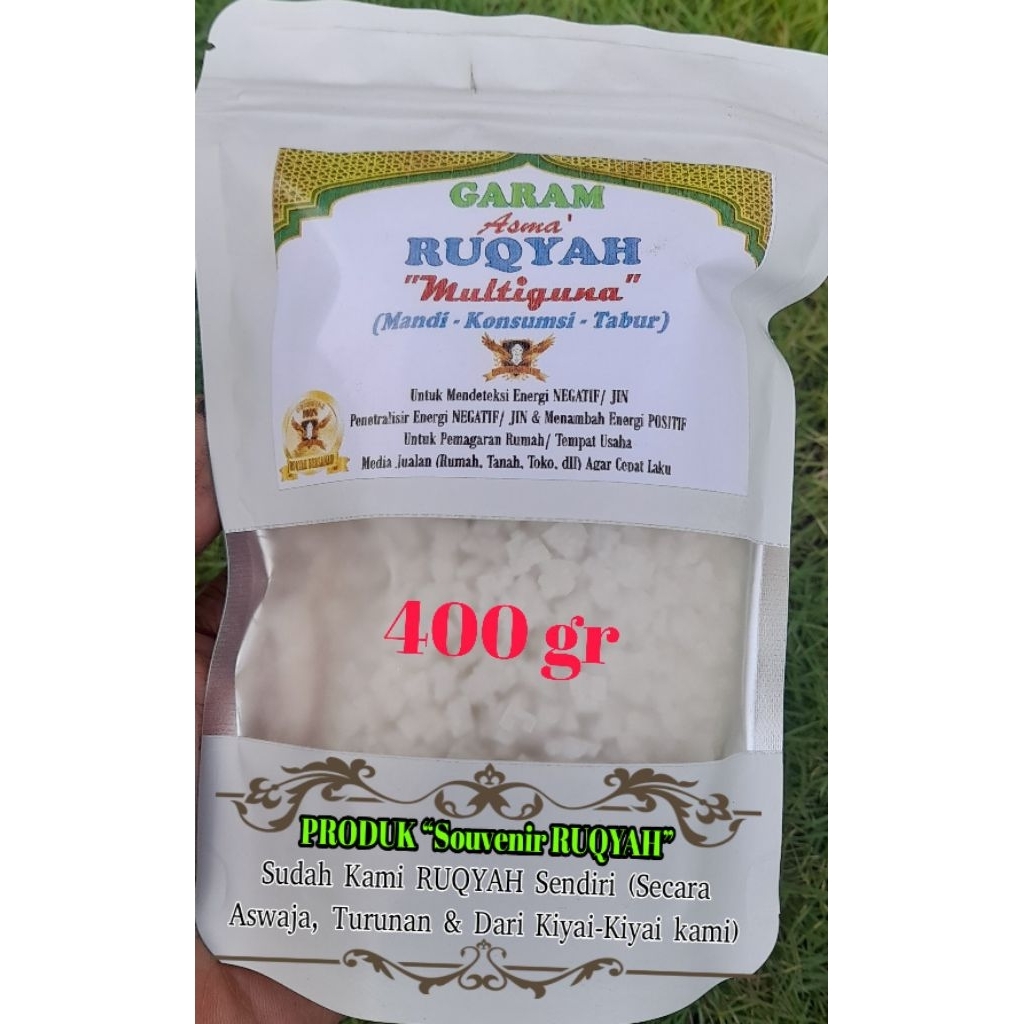 GARAM
Asma'
RUQYAH
"Multiguna"
(Mandi - Konsumsi - Tabur)
Untuk Mendeteksi Energi NEGATIF/ JIN
Penetralisir Energi NEGATIF/ JIN & Menambah Energi POSITIF
Untuk Pemagaran Rumah/ Tempat Usaha
Media Jualan (Rumah, Tanah, Toko, dll) Agar Cepat Laku
100%
400 gr
PRODUK “Souvenir RUQYAH”
Sudah Kami RUQYAH Sendiri (Secara
Aswaja, Turunan & Dari Kiyai-Kiyai kami)